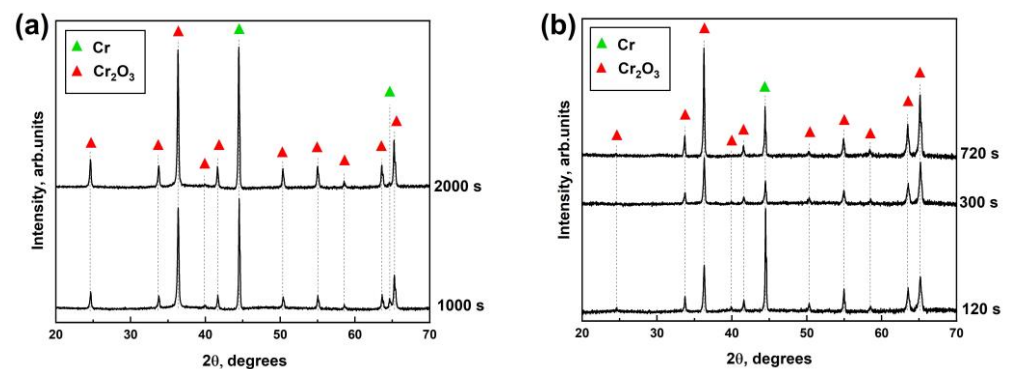 (a)
Cr
Cr₂O₃
Intensity, arb.units
2000 s
1000 s
20 30 40 50 60 70
2θ, degrees
(b)
Cr
Cr₂O₃
Intensity, arb.units
720 s
300 s
120 s
20 30 40 50 60 70
2θ, degrees